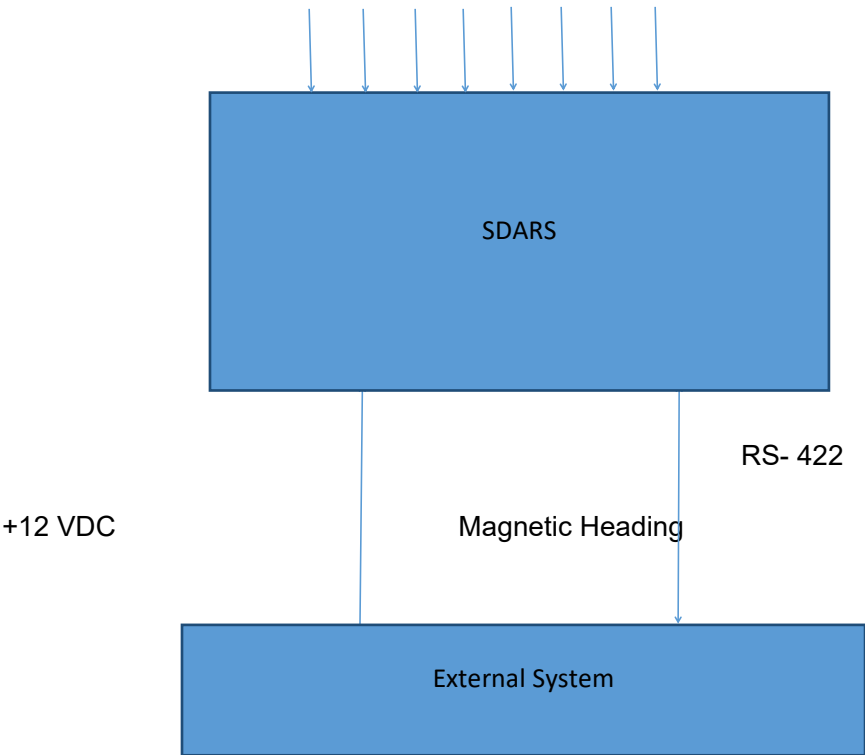 SDARS
RS- 422
+12 VDC
Magnetic Heading
External System